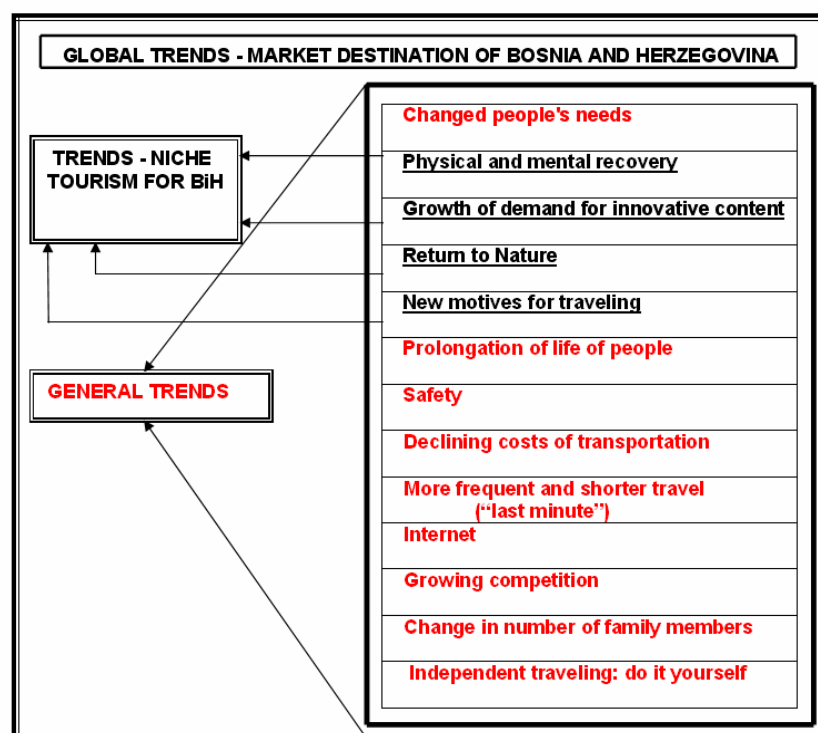 GLOBAL TRENDS - MARKET DESTINATION OF BOSNIA AND HERZEGOVINA
TRENDS - NICHE
TOURISM FOR BiH
GENERAL TRENDS
Changed people's needs
Physical and mental recovery
Growth of demand for innovative content
Return to Nature
New motives for traveling
Prolongation of life of people
Safety
Declining costs of transportation
More frequent and shorter travel
(“last minute”)
Internet
Growing competition
Change in number of family members
Independent traveling: do it yourself